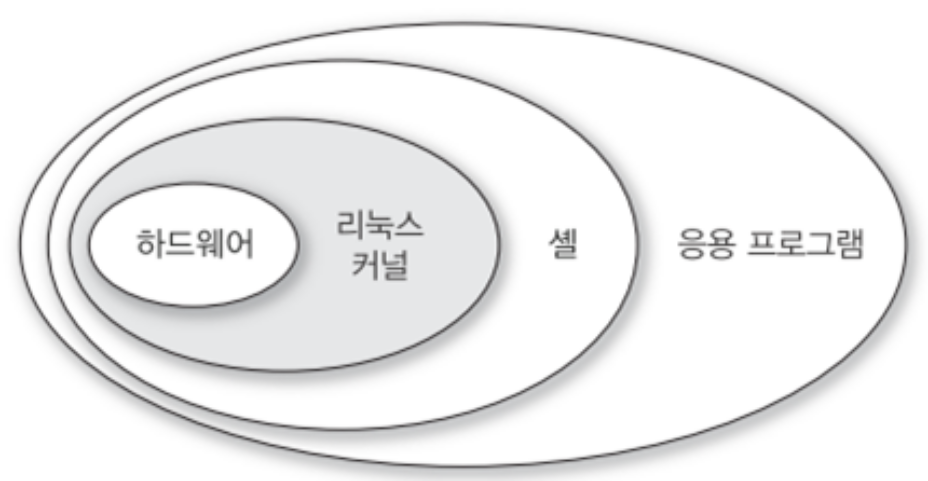 하드웨어
리눅스
커널
셸
응용 프로그램